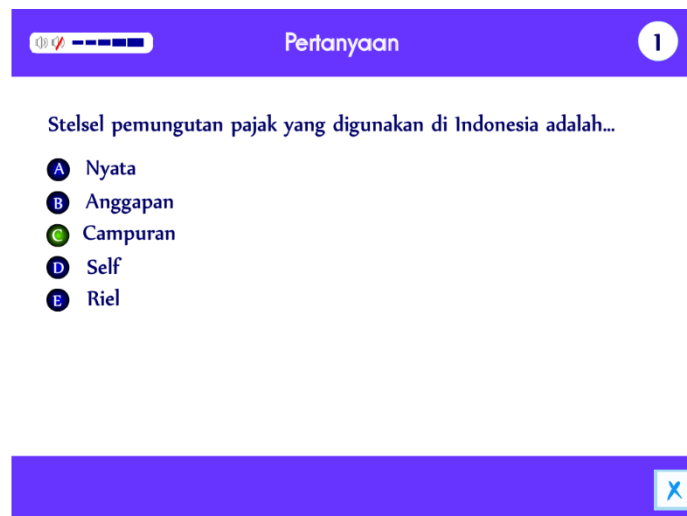 Pertanyaan
1
Stelsel pemungutan pajak yang digunakan di Indonesia adalah...
A Nyata
B Anggapan
C Campuran
D Self
E Riel
X